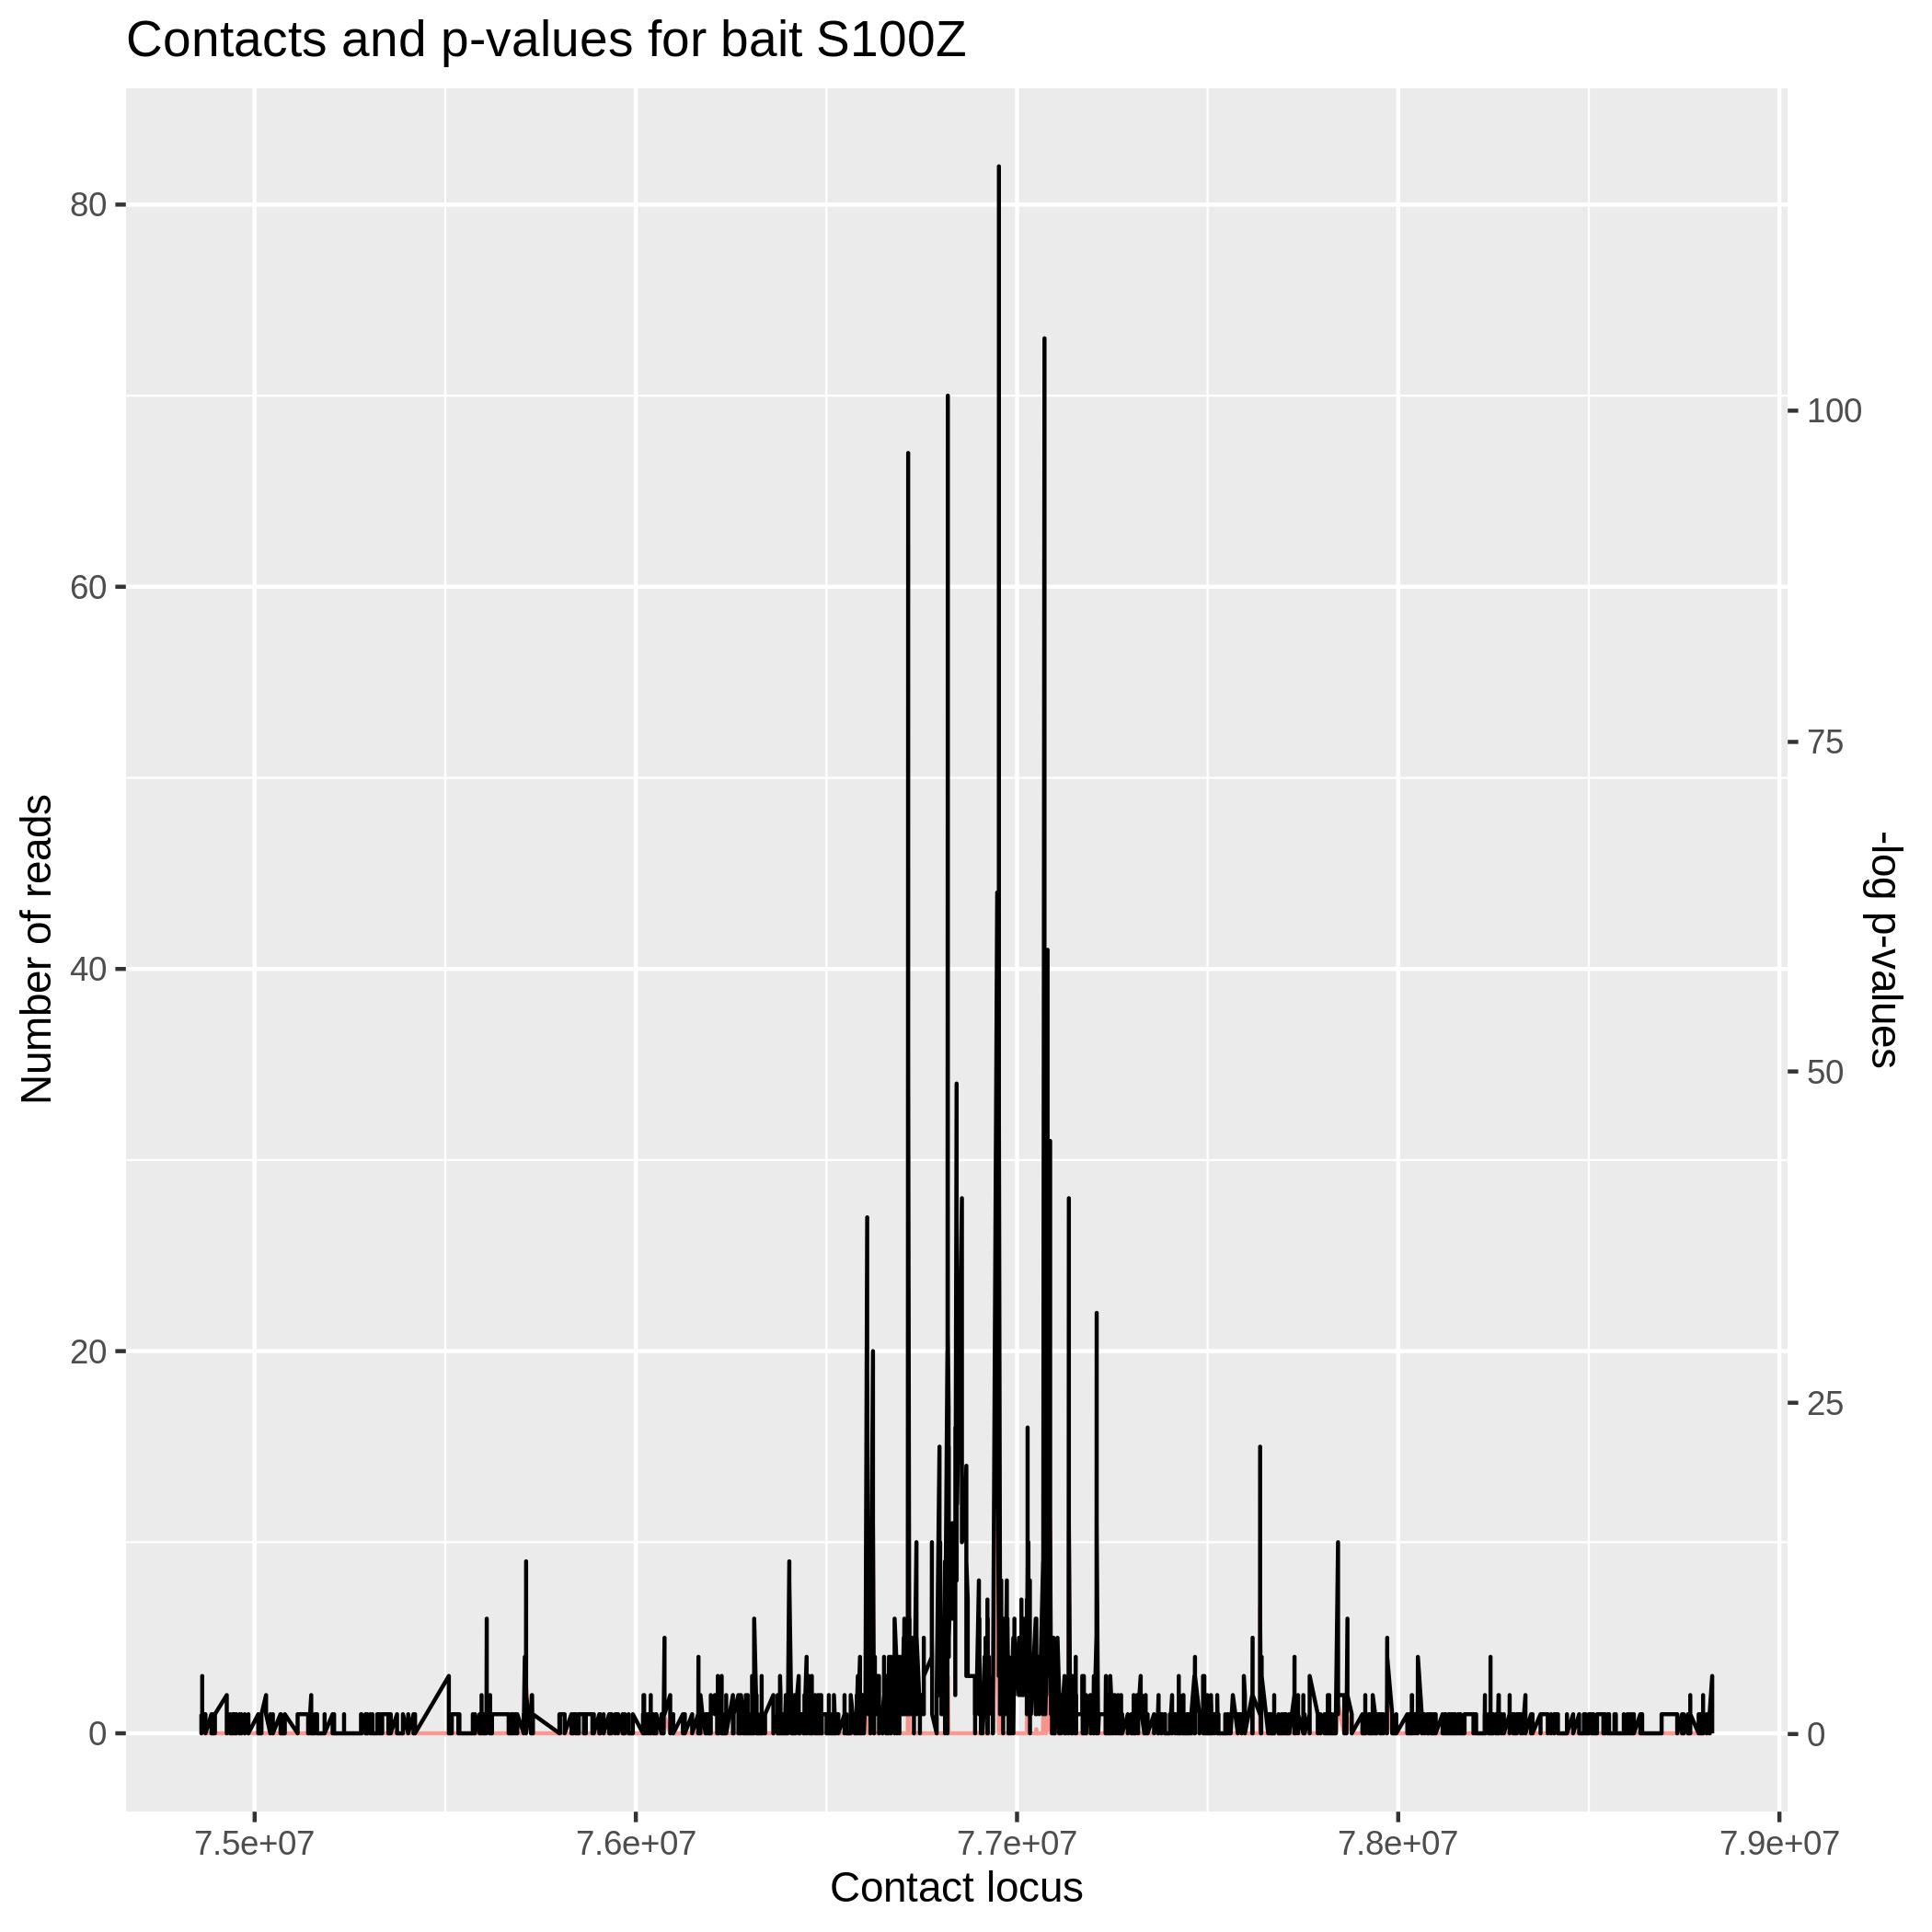 Contacts and p-values for bait S100Z
80
60
40
20
0
Number of reads
100
75
50
25
0
-log p-values
7.5e+07
7.6e+07
7.7e+07
7.8e+07
7.9e+07
Contact locus